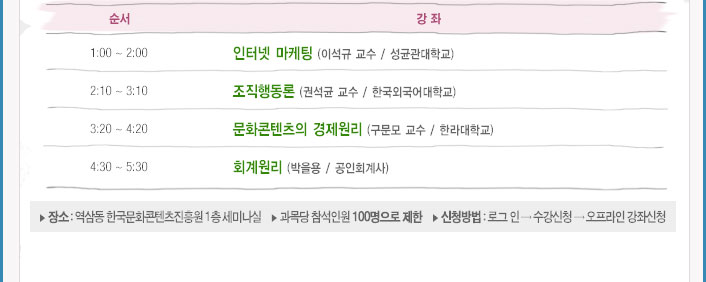 순서 강 좌
1:00 ~ 2:00 인터넷 마케팅 (이석규 교수 / 성균관대학교)
2:10 ~ 3:10 조직행동론 (권석균 교수 / 한국외국어대학교)
3:20 ~ 4:20 문화콘텐츠의 경제원리 (구문모 교수 / 한라대학교)
4:30 ~ 5:30 회계원리 (박을용 / 공인회계사)
▶ 장소 : 역삼동 한국문화콘텐츠진흥원 1층 세미나실 ▶ 과목당 참석인원 100명으로 제한 ▶ 신청방법 : 로그 인 → 수강신청 → 오프라인 강좌신청